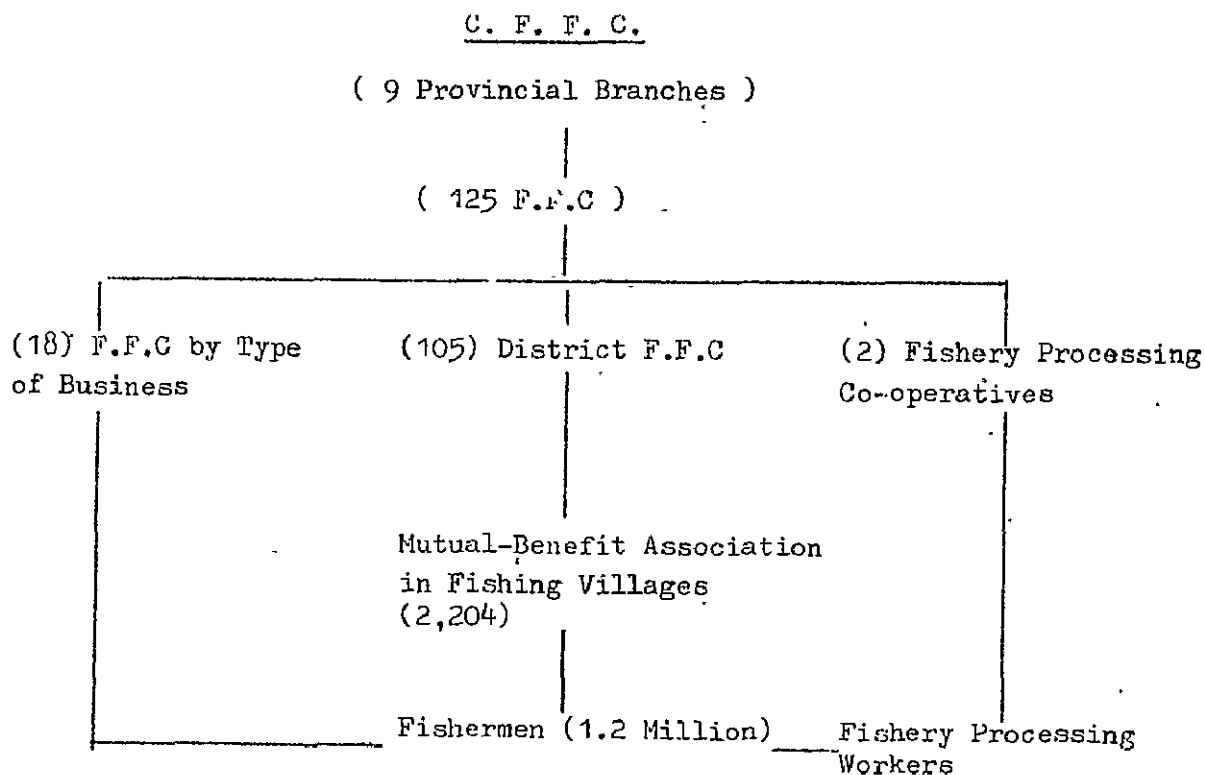 C. F. F. C.
( 9 Provincial Branches )
( 125 F.F.C )
(18) F.F.C by Type
of Business
(105) District F.F.C
(2) Fishery Processing
Co-operatives
Mutual-Benefit Association
in Fishing Villages
(2,204)
Fishermen (1.2 Million)
Fishery Processing
Workers